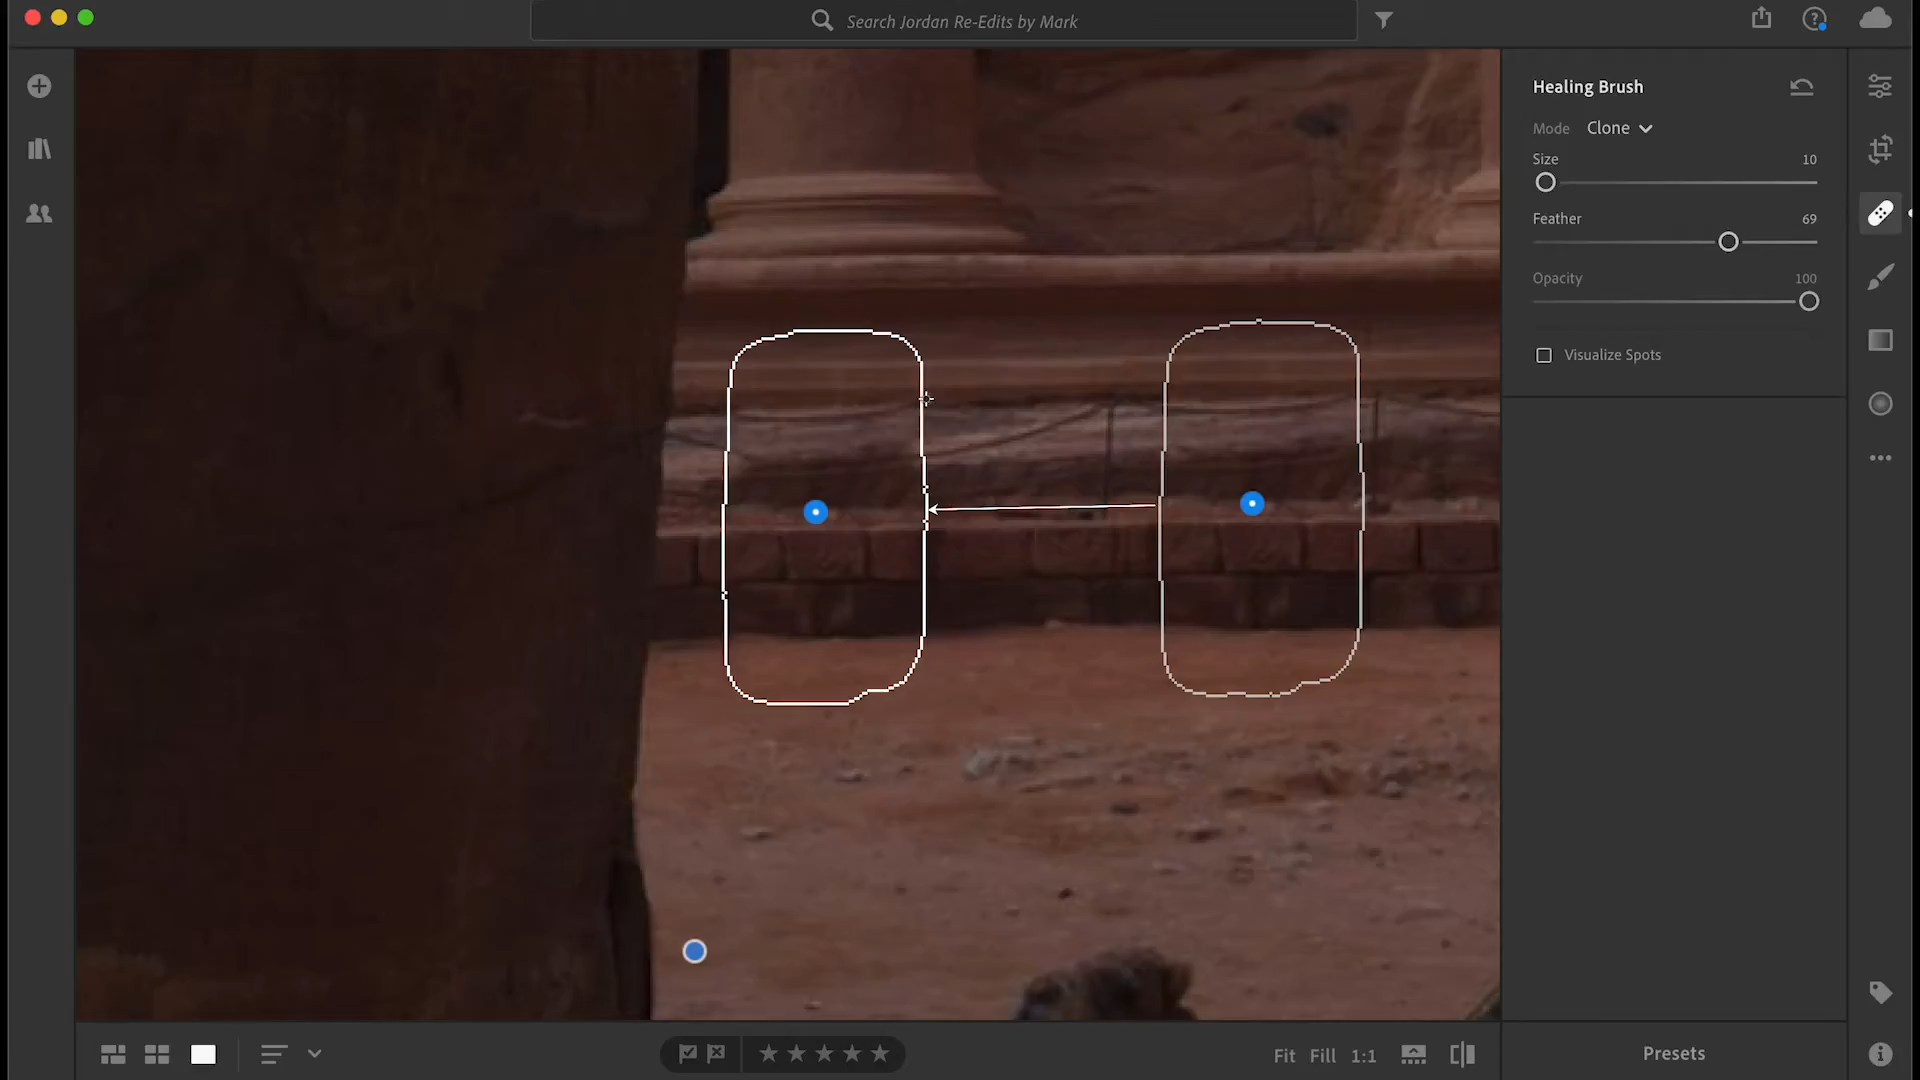 Search Jordan Re-Edits by Mark
Healing Brush
Mode Clone
Size 10
Feather 69
Opacity 100
Visualize Spots
Fit Fill 1:1
Presets